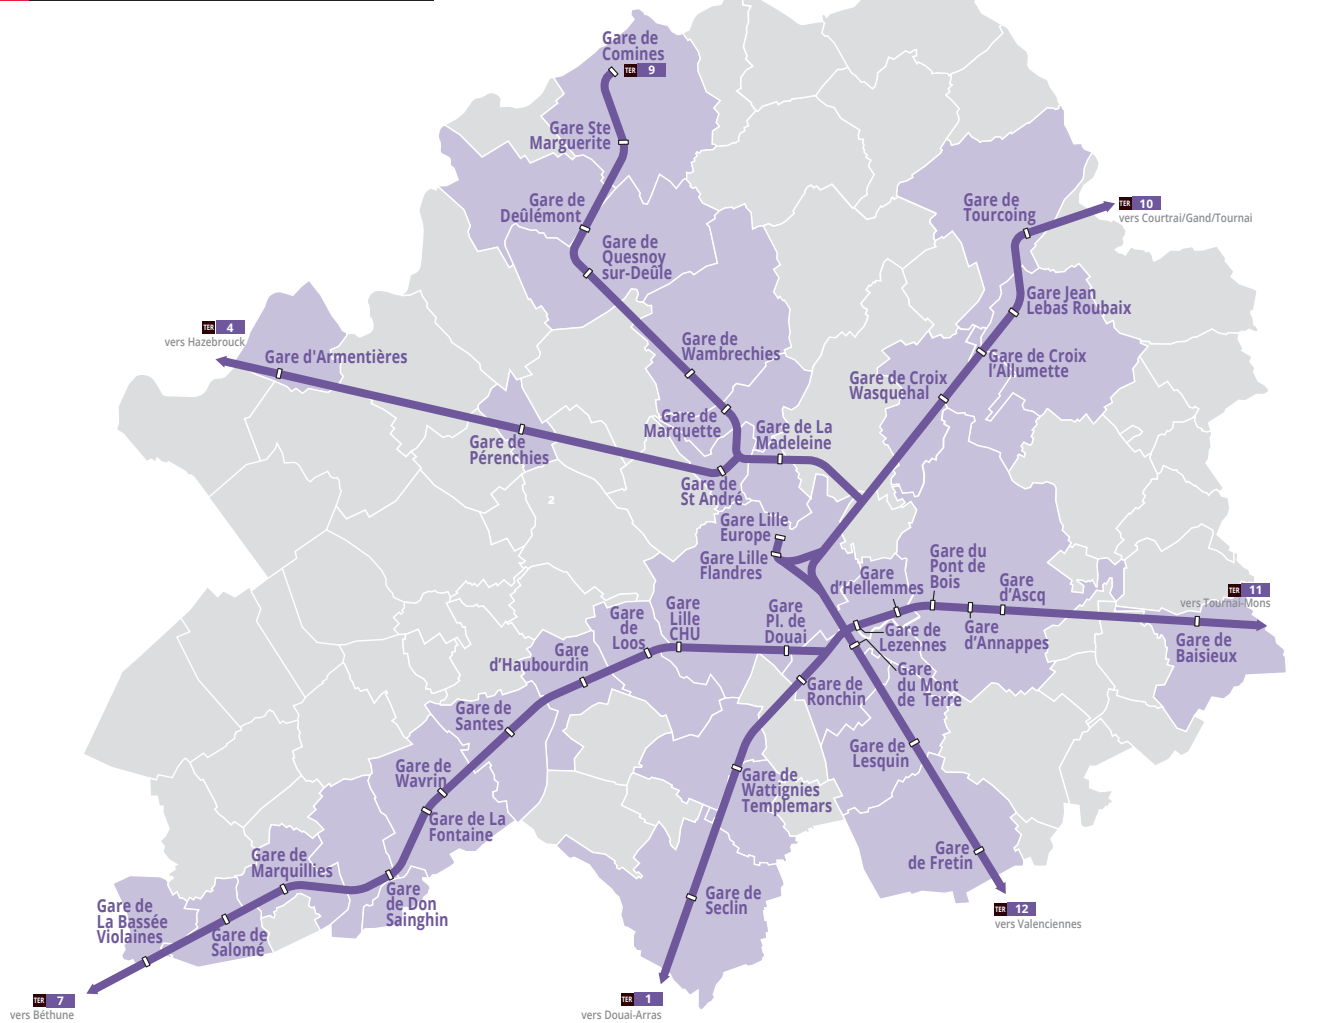 Gare de
Comines
TER 9
Gare Ste
Marguerite
Gare de
Deûlémont
Gare de
Quesnoy
sur-Deûle
Gare de
Tourcoing
TER 10
vers Courtrai/Gand/Tournai
Gare Jean
Lebas Roubaix
TER 4
vers Hazebrouck
Gare d'Armentières
Gare de
Wambrechies
Gare de Croix
l'Allumette
Gare de Croix
Wasquehal
Gare de
Marquette
Gare de La
Madeleine
Gare de
Pérenchies
Gare de
St André
2
Gare Lille
Europe
Gare Lille
Flandres
Gare
d'Hellemmes
Gare du
Pont de
Bois
Gare
d'Ascq
TER 11
vers Tournai-Mons
Gare
de
Loos
Gare
Lille
CHU
Gare
Pl. de
Douai
Gare de
Lezennes
Gare
d'Annappes
Gare de
Baisieux
Gare
d'Haubourdin
Gare
du Mont
de Terre
Gare de
Ronchin
Gare de
Santes
Gare de
Lesquin
Gare de
Wavrin
Gare de
Wattignies
Templemars
Gare de La
Fontaine
Gare de
Marquillies
Gare
de Fretin
Gare
de Don
Sainghin
Gare de
Seclin
Gare de
La Bassée
Violaines
Gare de
Salomé
TER 12
vers Valenciennes
TER 7
vers Béthune
TER 1
vers Douai-Arras